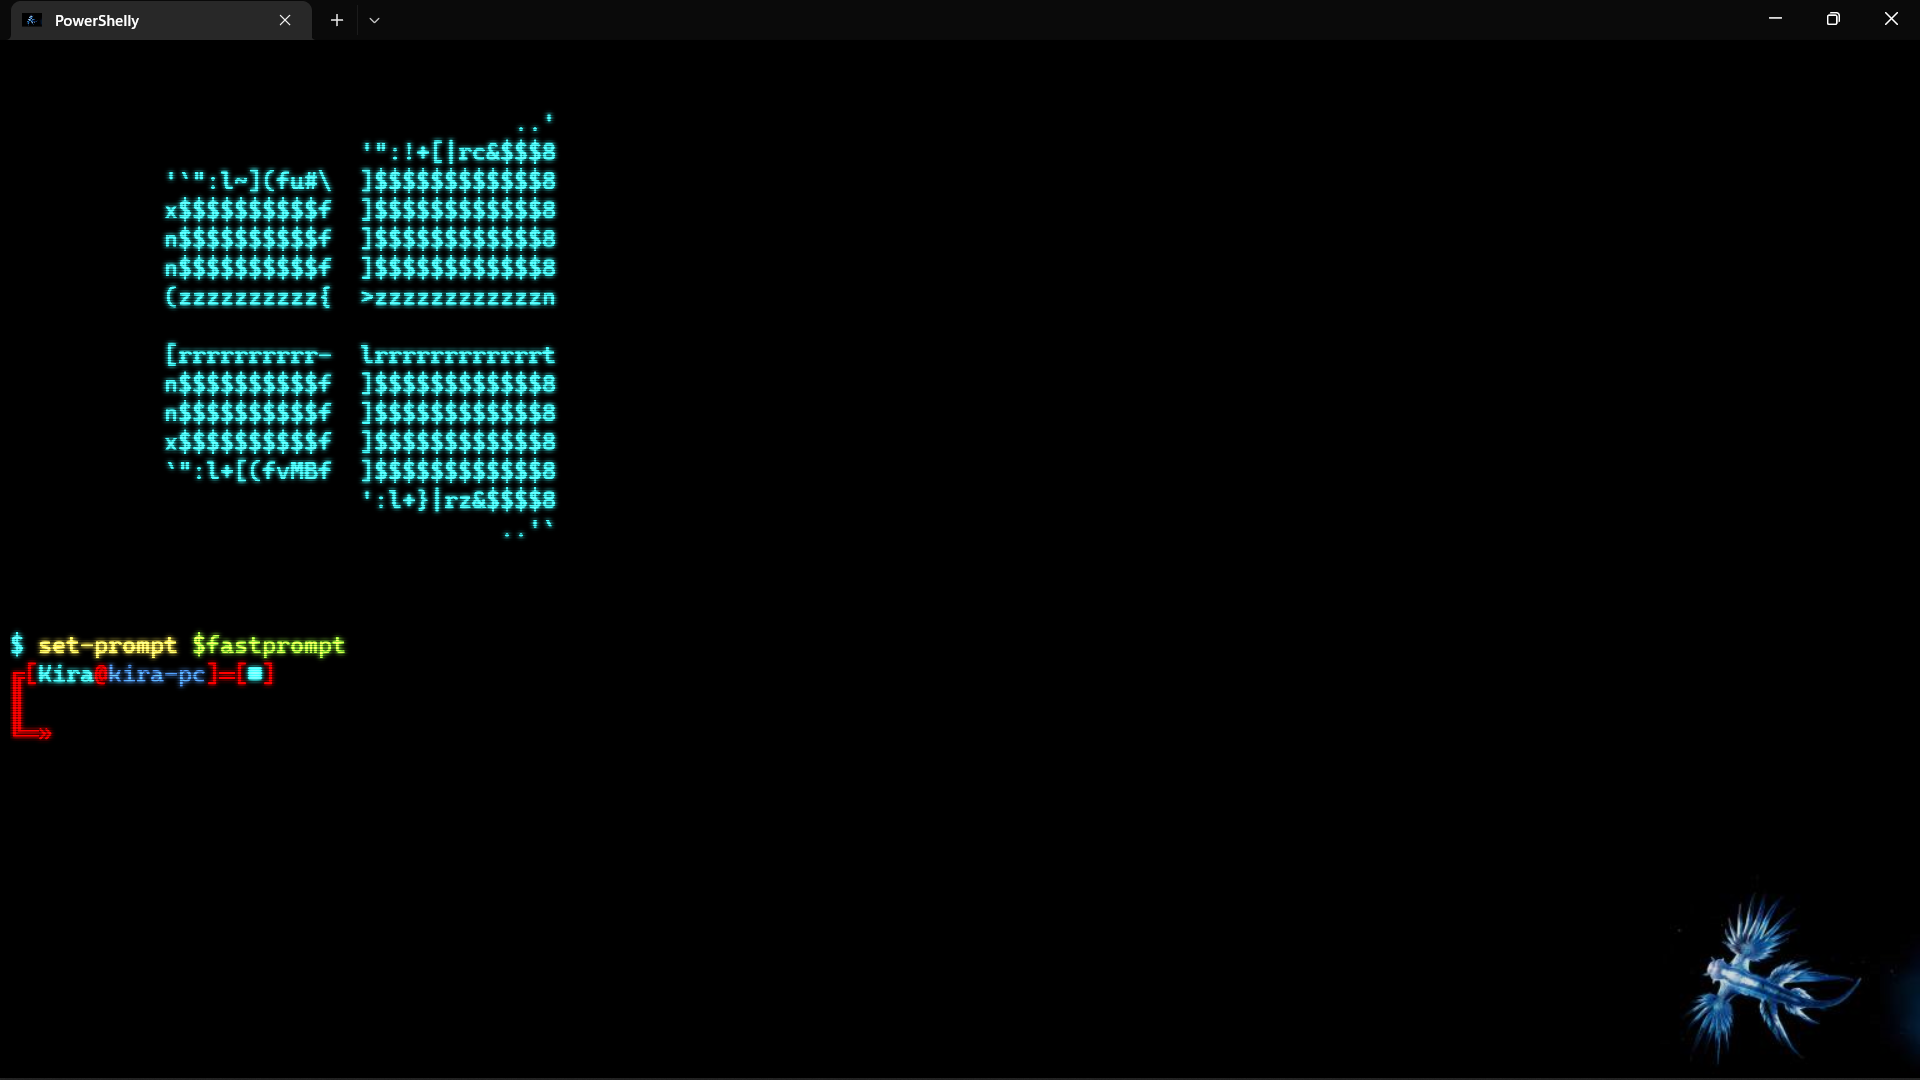 PowerShelly
..'
'":!+[|rc&$$$8
'`":l~](fu#\ ]$$$$$$$$$$$$8
x$$$$$$$$$$f ]$$$$$$$$$$$$8
n$$$$$$$$$$f ]$$$$$$$$$$$$8
n$$$$$$$$$$f ]$$$$$$$$$$$$8
(zzzzzzzzzz{ >zzzzzzzzzzzzn
[rrrrrrrrrr- lrrrrrrrrrrrrt
n$$$$$$$$$$f ]$$$$$$$$$$$$8
n$$$$$$$$$$f ]$$$$$$$$$$$$8
x$$$$$$$$$$f ]$$$$$$$$$$$$8
`":l+[(fvMBf ]$$$$$$$$$$$$8
':l+}|rz&$$$$8
..'`
$ set-prompt $fastprompt
╔[Kira@kira-pc]=[■]
║
╚═»